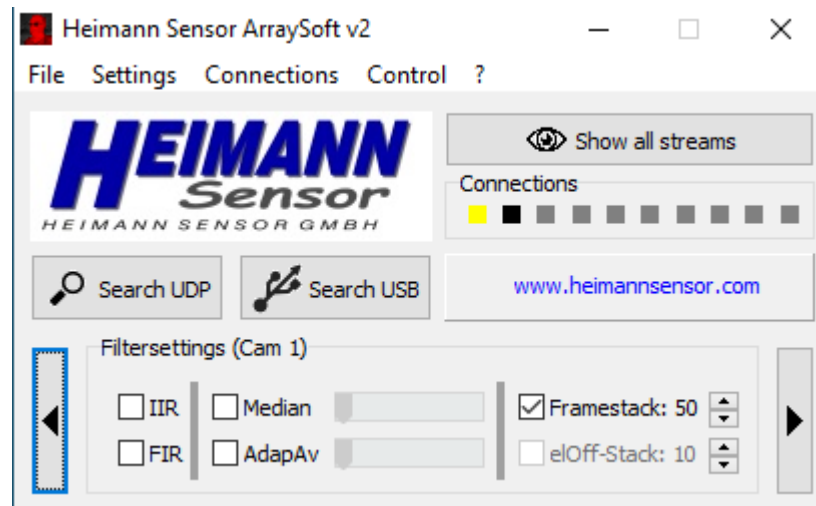 Heimann Sensor ArraySoft v2
File Settings Connections Control ?
HEIMANN
Sensor
HEIMANN SENSOR GMBH
Show all streams
Connections
Search UDP
Search USB
www.heimannsensor.com
Filtersettings (Cam 1)
IIR
Median
Framestack: 50
FIR
AdapAv
elOff-Stack: 10